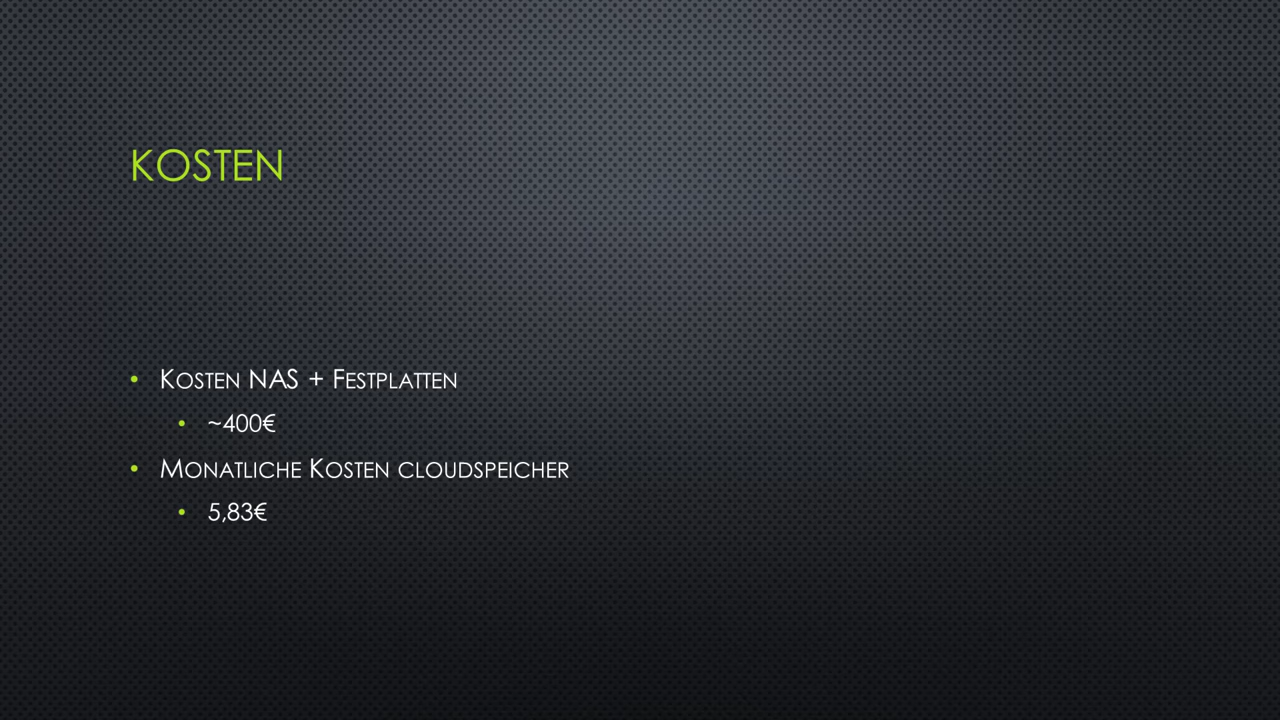 KOSTEN
• KOSTEN NAS + FESTPLATTEN
• ~400€
• MONATLICHE KOSTEN CLOUDSPEICHER
• 5,83€